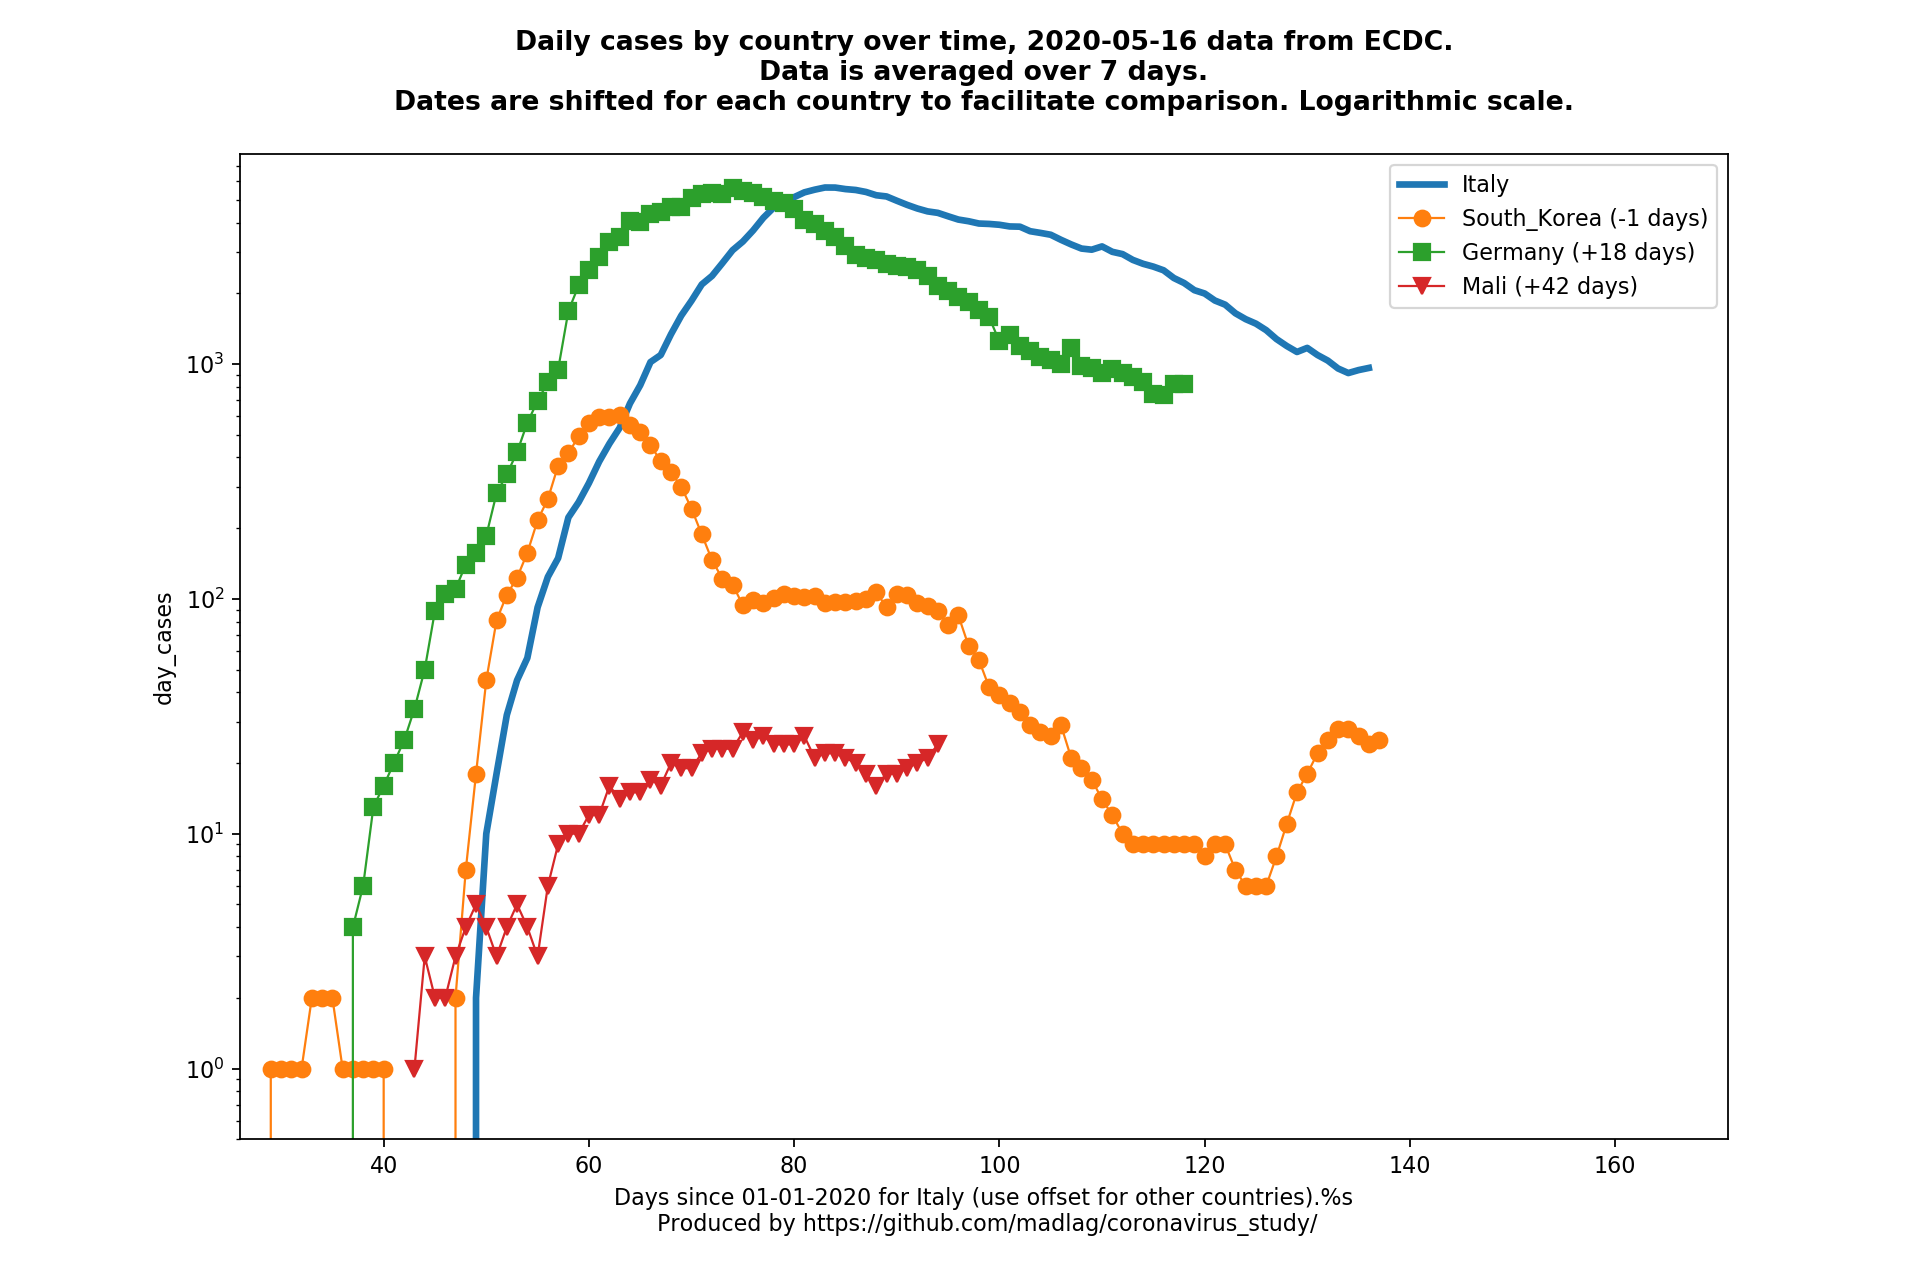 Daily cases by country over time, 2020-05-16 data from ECDC.
Data is averaged over 7 days.
Dates are shifted for each country to facilitate comparison. Logarithmic scale.
Italy
South_Korea (-1 days)
Germany (+18 days)
Mali (+42 days)
day_cases
10³
10²
10¹
10⁰
40 60 80 100 120 140 160
Days since 01-01-2020 for Italy (use offset for other countries).%s
Produced by https://github.com/madlag/coronavirus_study/